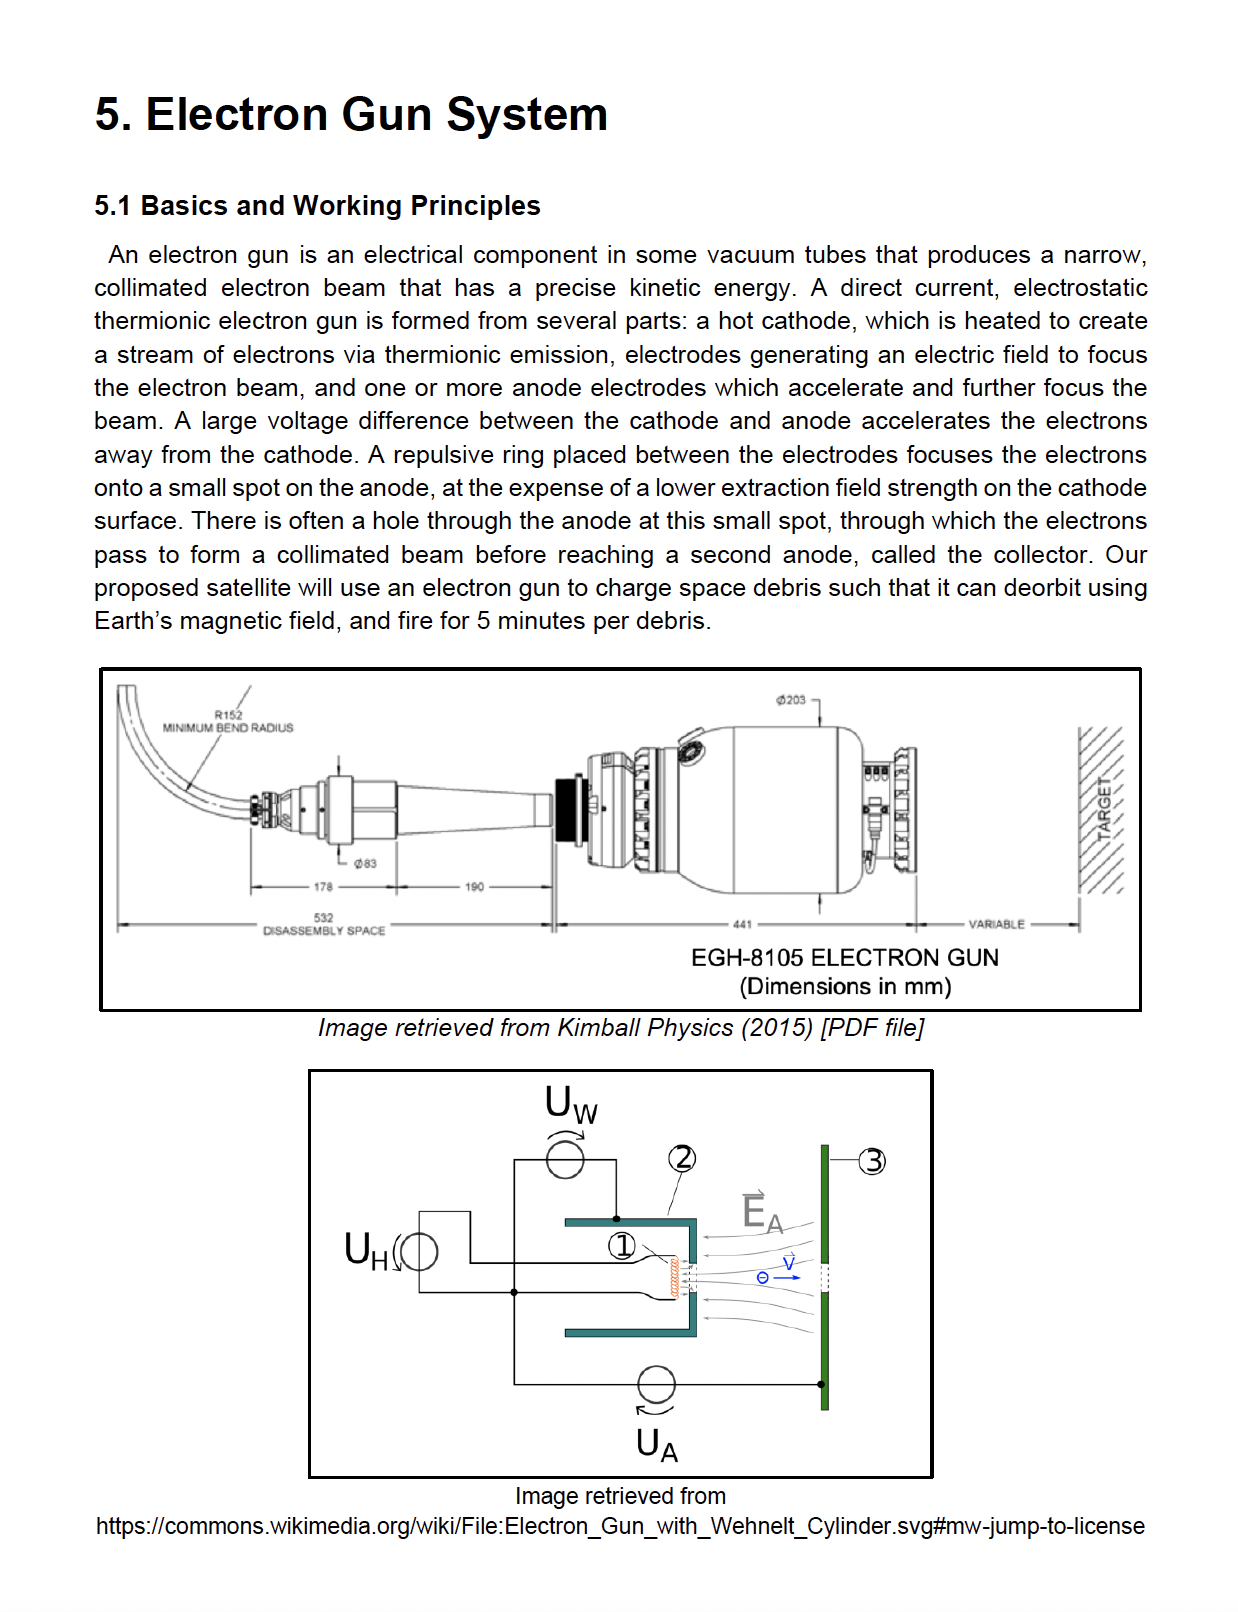 5. Electron Gun System
5.1 Basics and Working Principles
An electron gun is an electrical component in some vacuum tubes that produces a narrow,
collimated electron beam that has a precise kinetic energy. A direct current, electrostatic
thermionic electron gun is formed from several parts: a hot cathode, which is heated to create
a stream of electrons via thermionic emission, electrodes generating an electric field to focus
the electron beam, and one or more anode electrodes which accelerate and further focus the
beam. A large voltage difference between the cathode and anode accelerates the electrons
away from the cathode. A repulsive ring placed between the electrodes focuses the electrons
onto a small spot on the anode, at the expense of a lower extraction field strength on the cathode
surface. There is often a hole through the anode at this small spot, through which the electrons
pass to form a collimated beam before reaching a second anode, called the collector. Our
proposed satellite will use an electron gun to charge space debris such that it can deorbit using
Earth's magnetic field, and fire for 5 minutes per debris.
R152
MINIMUM BEND RADIUS
Ø203
TARGET
Ø83
178
190
532
DISASSEMBLY SPACE
441
VARIABLE
EGH-8105 ELECTRON GUN
(Dimensions in mm)
Image retrieved from Kimball Physics (2015) [PDF file]
UW
2
3
EA
UH
1
V
UA
Image retrieved from
https://commons.wikimedia.org/wiki/File:Electron_Gun_with_Wehnelt_Cylinder.svg#mw-jump-to-license